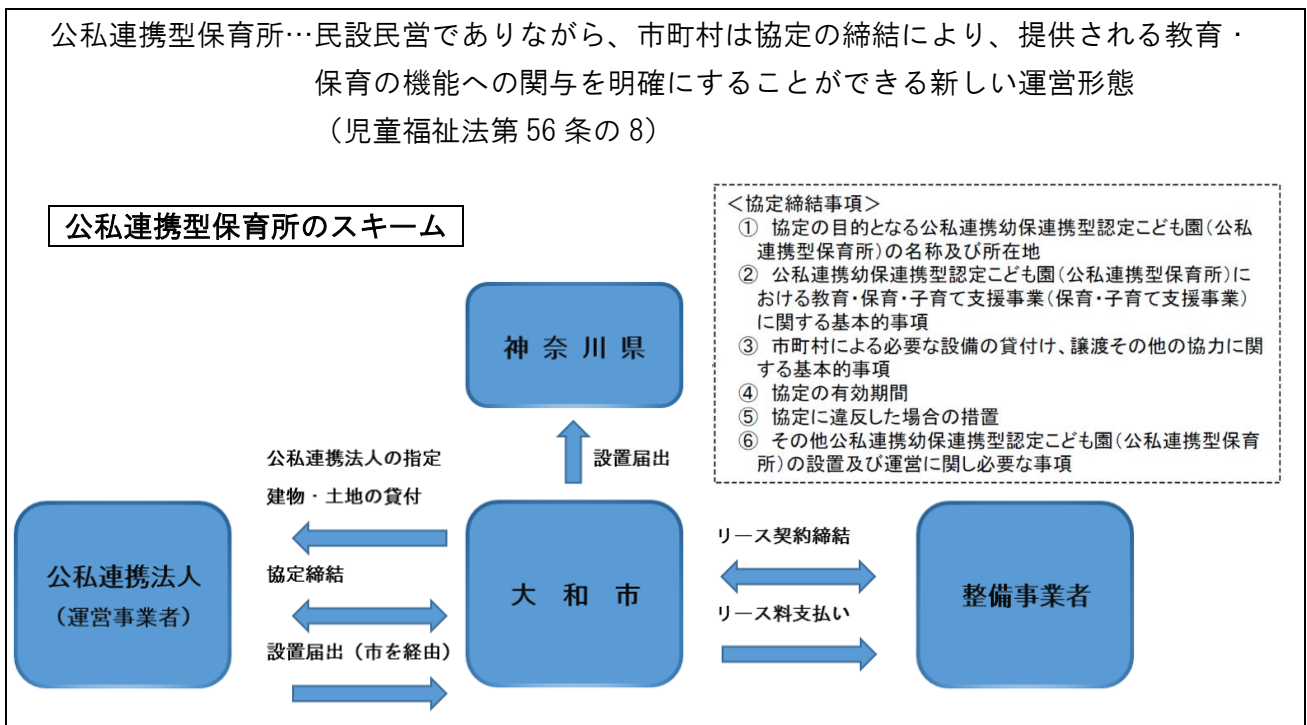 公私連携型保育所…民設民営でありながら、市町村は協定の締結により、提供される教育・
保育の機能への関与を明確にすることができる新しい運営形態
（児童福祉法第 56 条の 8）
公私連携型保育所のスキーム
＜協定締結事項＞
① 協定の目的となる公私連携幼保連携型認定こども園（公私
連携型保育所）の名称及び所在地
② 公私連携幼保連携型認定こども園（公私連携型保育所）に
おける教育・保育・子育て支援事業（保育・子育て支援事業）
に関する基本的事項
③ 市町村による必要な設備の貸付け、譲渡その他の協力に関
する基本的事項
④ 協定の有効期間
⑤ 協定に違反した場合の措置
⑥ その他公私連携幼保連携型認定こども園（公私連携型保育
所）の設置及び運営に関し必要な事項
神奈川県
設置届出
公私連携法人の指定
建物・土地の貸付
協定締結
設置届出（市を経由）
公私連携法人
（運営事業者）
大和市
リース契約締結
リース料支払い
整備事業者